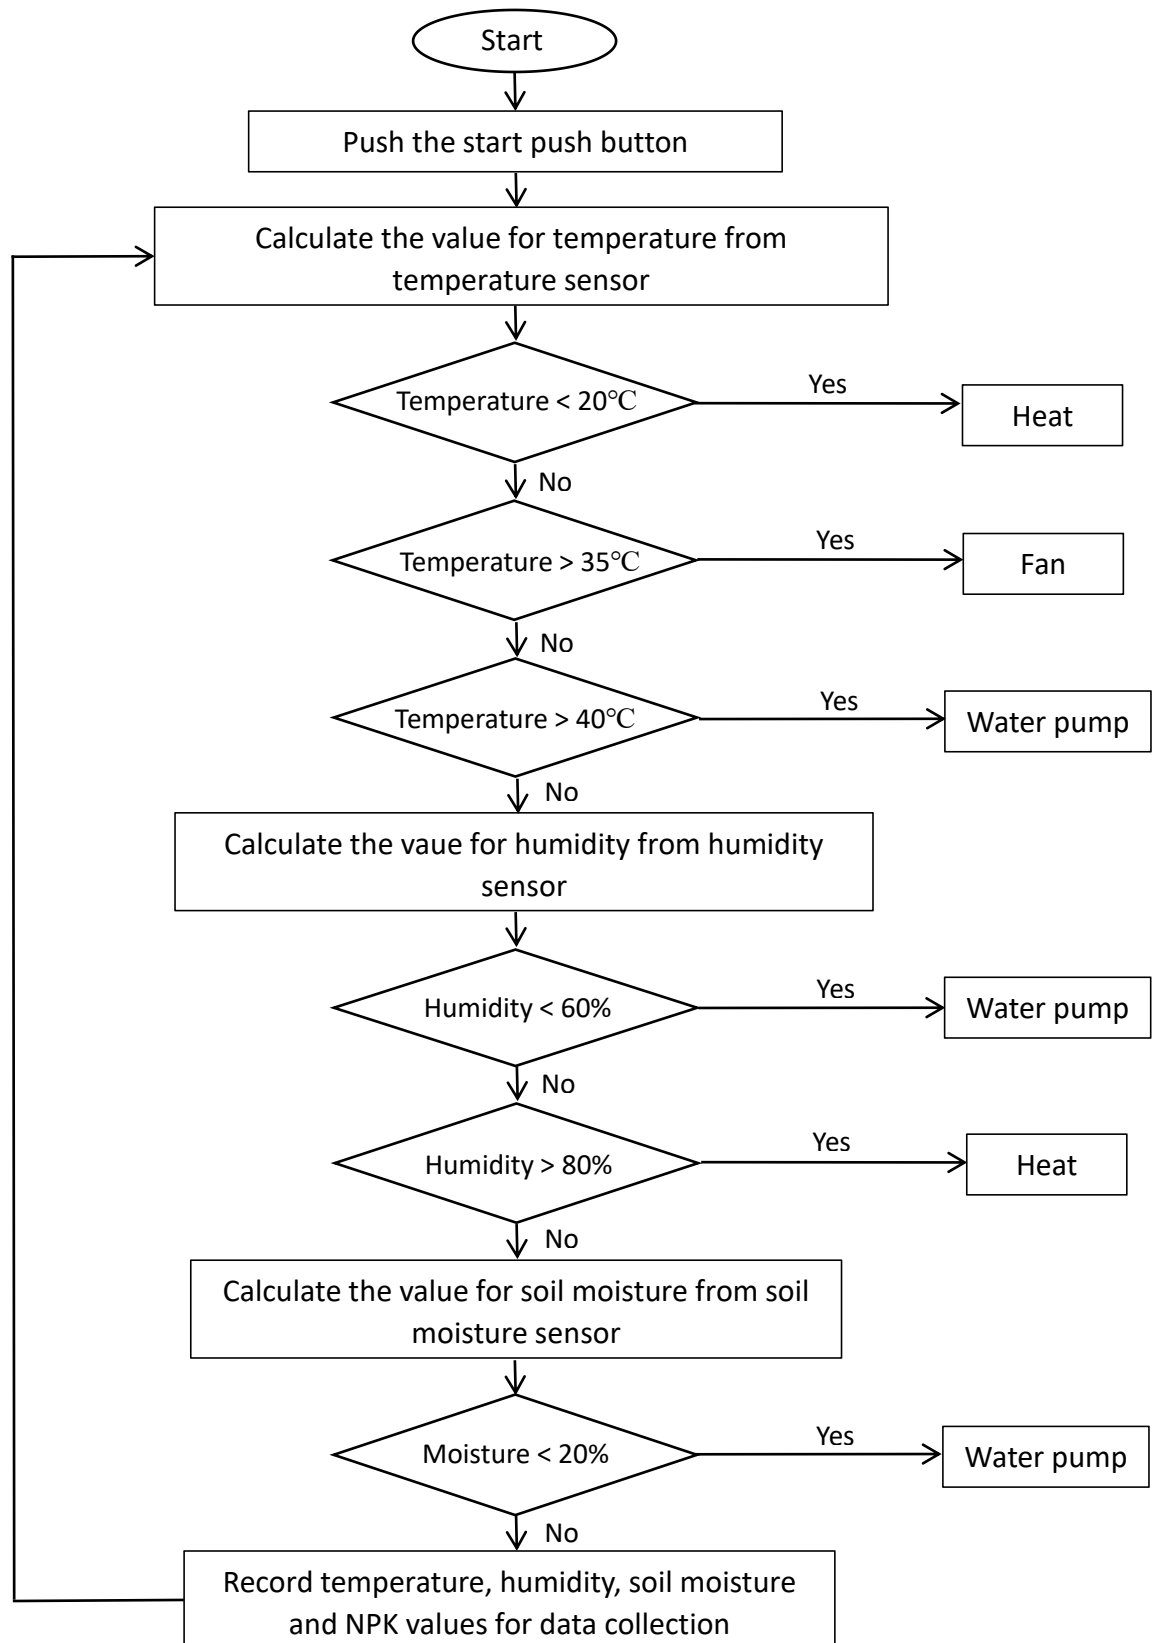 Start
Push the start push button
Calculate the value for temperature from
temperature sensor
Temperature < 20℃
Yes
Heat
No
Temperature > 35℃
Yes
Fan
No
Temperature > 40℃
Yes
Water pump
No
Calculate the vaue for humidity from humidity
sensor
Humidity < 60%
Yes
Water pump
No
Humidity > 80%
Yes
Heat
No
Calculate the value for soil moisture from soil
moisture sensor
Moisture < 20%
Yes
Water pump
No
Record temperature, humidity, soil moisture
and NPK values for data collection